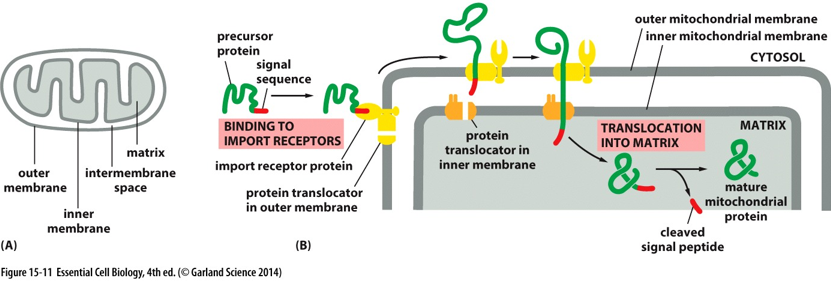 (A)
outer
membrane
inner
membrane
intermembrane
space
matrix
(B)
precursor
protein
signal
sequence
BINDING TO
IMPORT RECEPTORS
import receptor protein
protein translocator
in outer membrane
protein
translocator in
inner membrane
outer mitochondrial membrane
inner mitochondrial membrane
CYTOSOL
MATRIX
TRANSLOCATION
INTO MATRIX
mature
mitochondrial
protein
cleaved
signal peptide
Figure 15-11 Essential Cell Biology, 4th ed. (© Garland Science 2014)